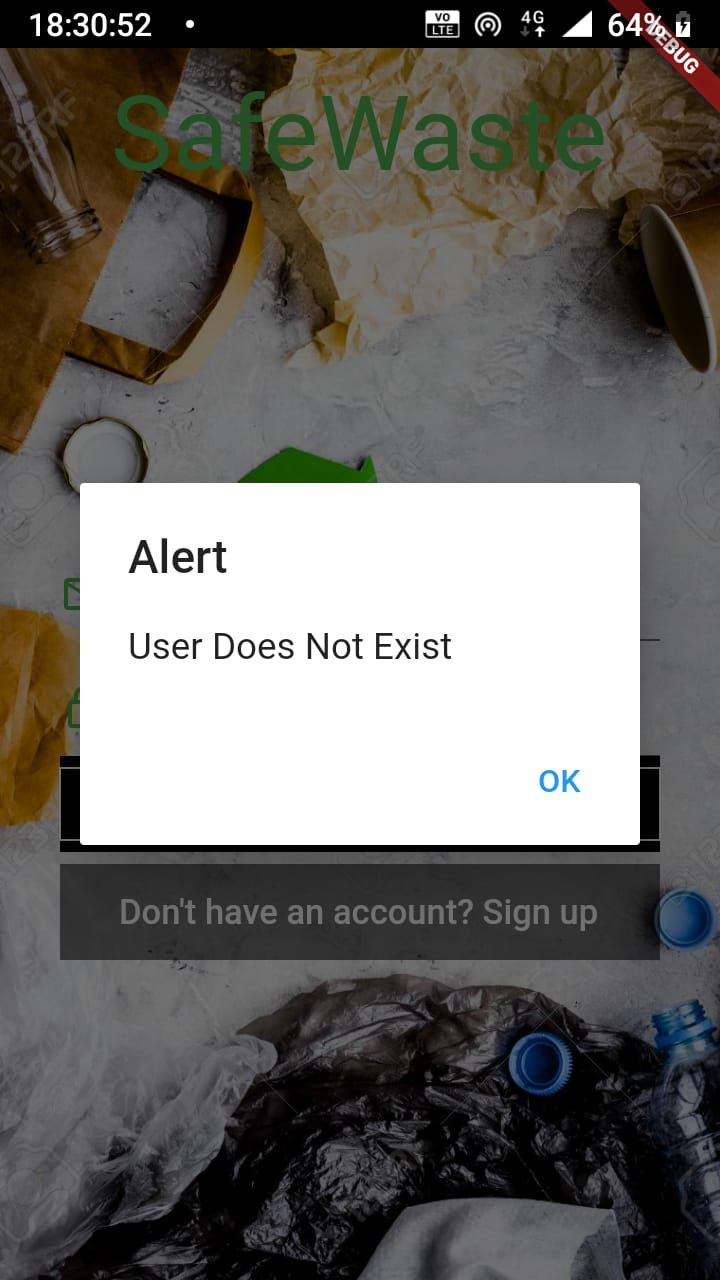 18:30:52
VO
LTE
4G
64%
DEBUG
SafeWaste
Alert
User Does Not Exist
OK
Don't have an account? Sign up
123RF